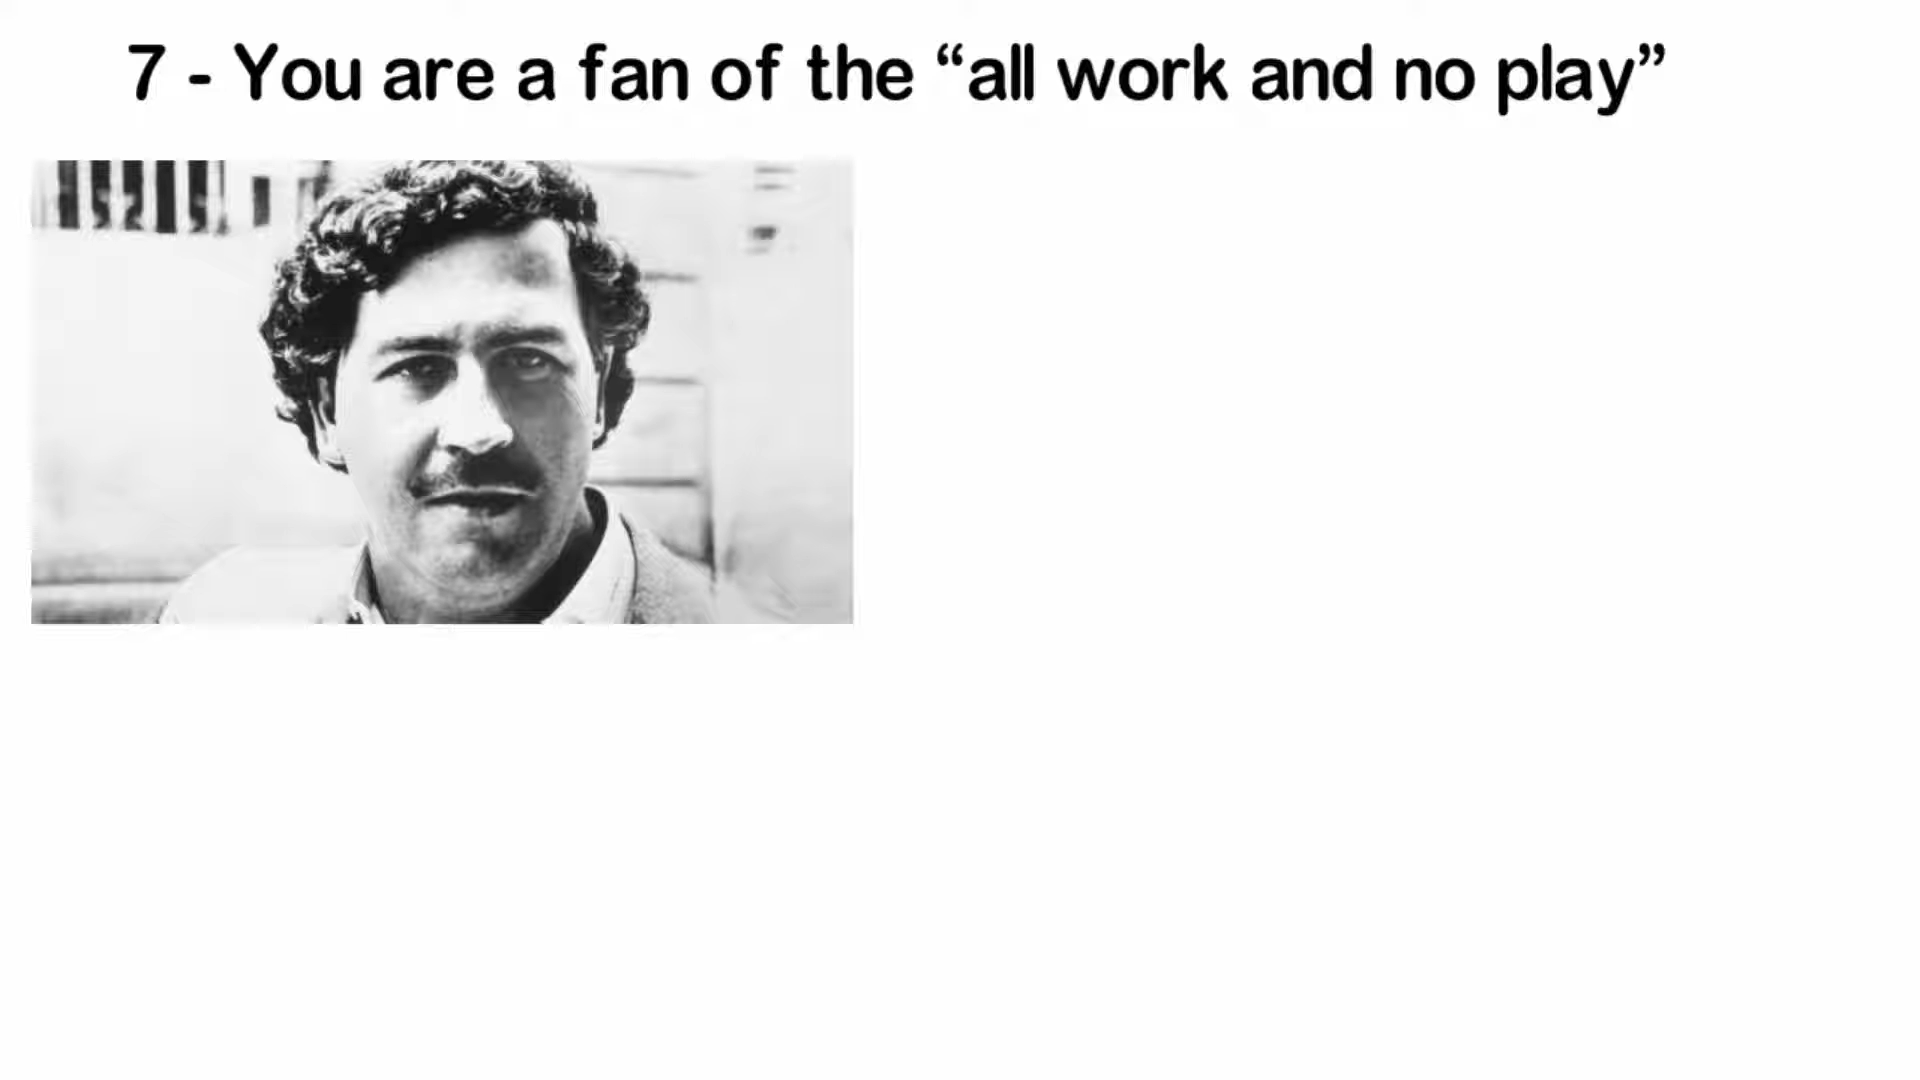 7 - You are a fan of the “all work and no play”